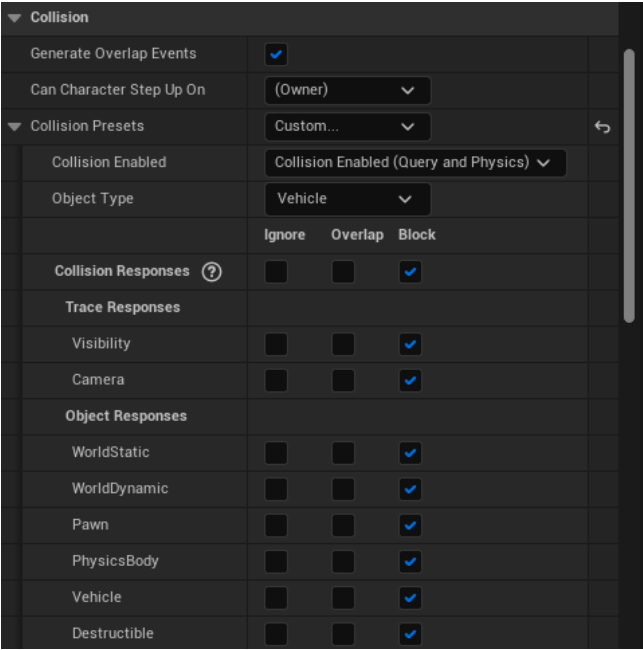 Collision
Generate Overlap Events
Can Character Step Up On (Owner)
Collision Presets Custom...
Collision Enabled Collision Enabled (Query and Physics)
Object Type Vehicle
Ignore Overlap Block
Collision Responses ?
Trace Responses
Visibility
Camera
Object Responses
WorldStatic
WorldDynamic
Pawn
PhysicsBody
Vehicle
Destructible